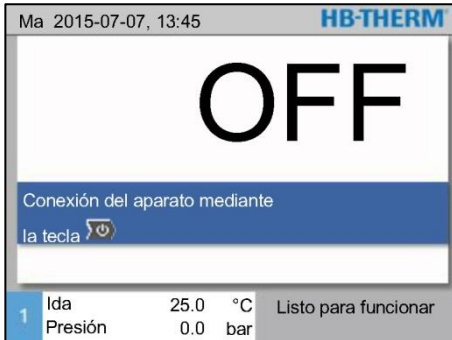 Ma 2015-07-07, 13:45 HB-THERM
OFF
Conexión del aparato mediante
la tecla
1 Ida 25.0 °C Listo para funcionar
Presión 0.0 bar